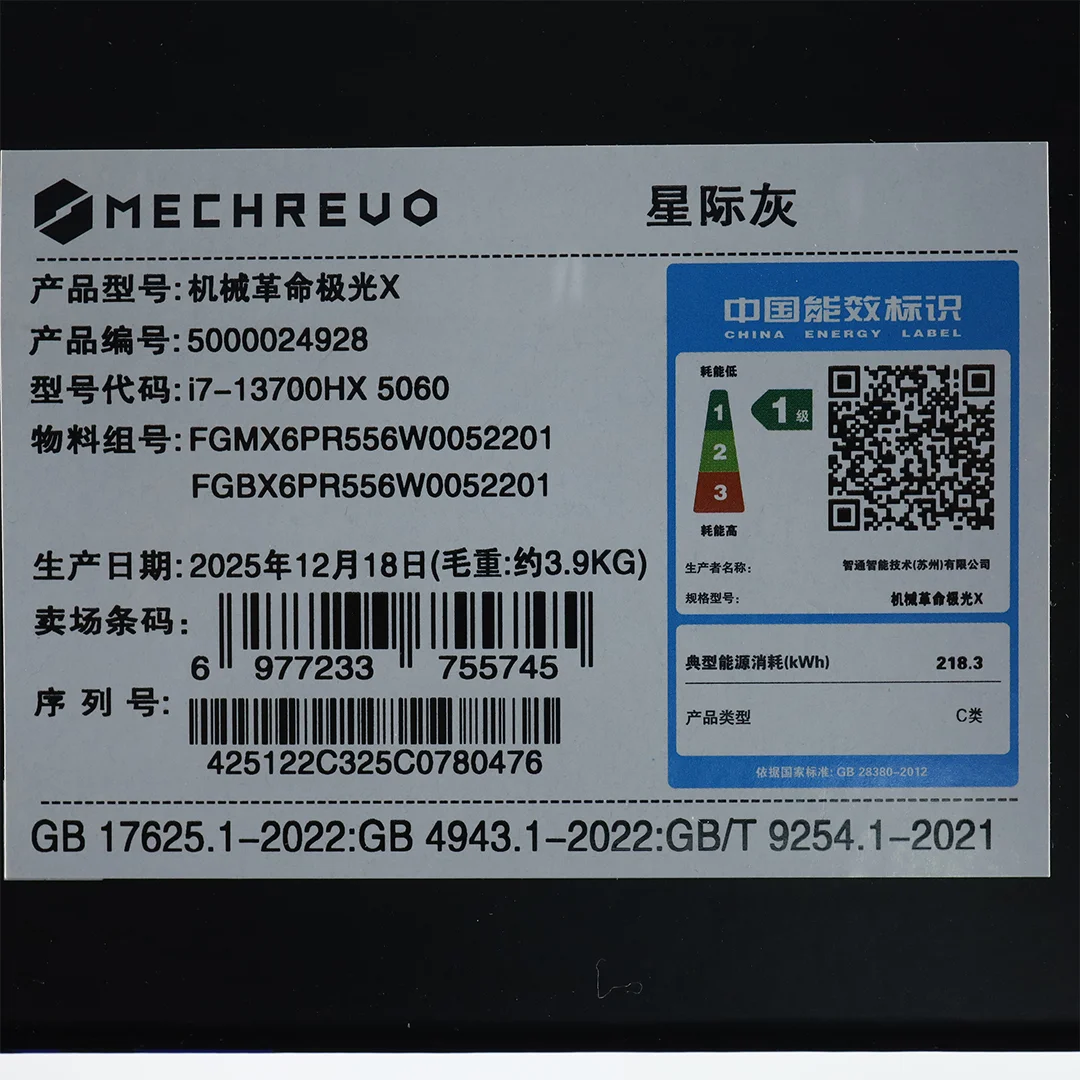 MECHREVO
星际灰
产品型号:机械革命极光X
产品编号:5000024928
型号代码:i7-13700HX 5060
物料组号:FGMX6PR556W0052201
FGBX6PR556W0052201
生产日期:2025年12月18日(毛重:约3.9KG)
卖场条码:
6 977233 755745
序列号:
425122C325C0780476
中国能效标识
CHINA ENERGY LABEL
耗能低
1
1级
2
3
耗能高
生产者名称:
智通智能技术(苏州)有限公司
规格型号:
机械革命极光X
典型能源消耗(kWh)
218.3
产品类型
C类
依据国家标准: GB 28380-2012
GB 17625.1-2022:GB 4943.1-2022:GB/T 9254.1-2021